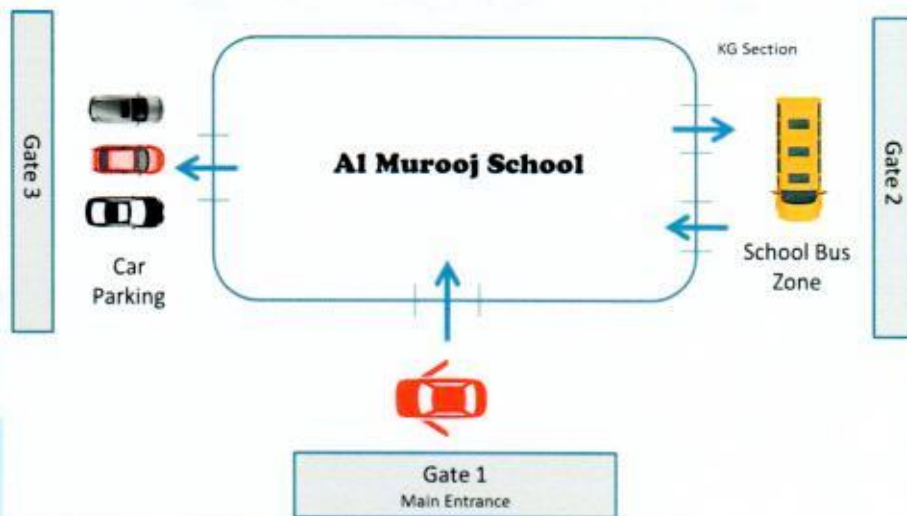 KG Section
Gate 3
Al Murooj School
Gate 2
Car
Parking
School Bus
Zone
Gate 1
Main Entrance